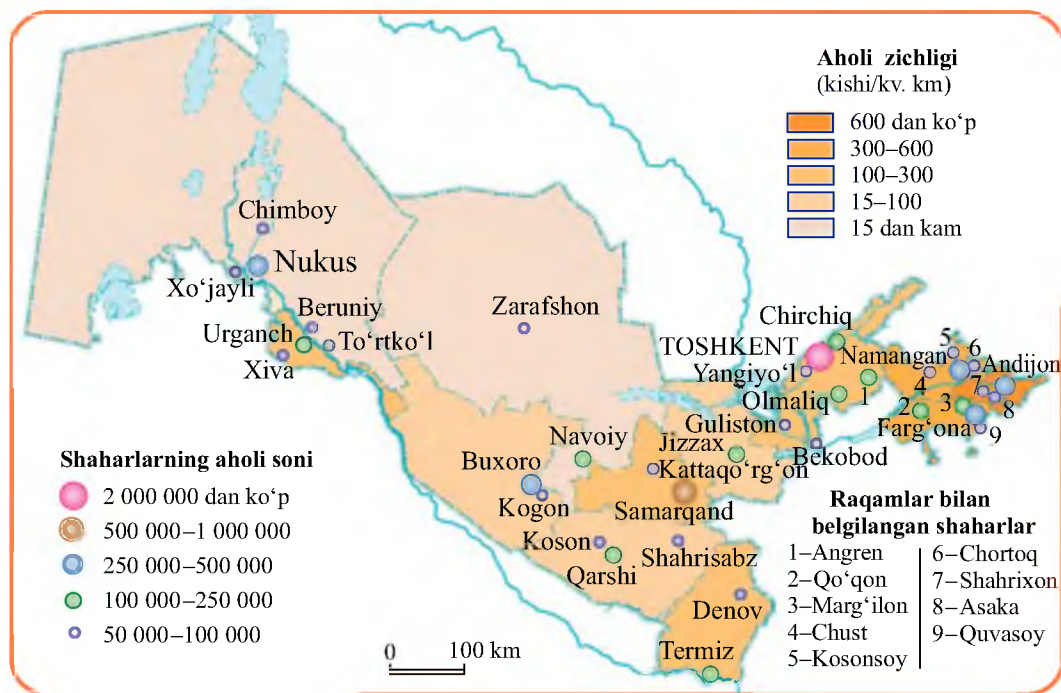 Aholi zichligi
(kishi/kv. km)
600 dan ko‘p
300–600
100–300
15–100
15 dan kam
Chimboy
Nukus
Xo‘jayli
Beruniy
Urganch
To‘rtko‘l
Xiva
Zarafshon
Chirchiq
TOSHKENT
Yangiyo‘l
Namangan
Andijon
5
6
4
7
8
Olmaliq
1
2
3
Farg‘ona
9
Guliston
Bekobod
Navoiy
Jizzax
Kattaqo‘rg‘on
Buxoro
Kogon
Samarqand
Koson
Shahrisabz
Qarshi
Denov
Termiz
Shaharlarning aholi soni
2 000 000 dan ko‘p
500 000–1 000 000
250 000–500 000
100 000–250 000
50 000–100 000
0 100 km
Raqamlar bilan
belgilangan shaharlar
1–Angren
2–Qo‘qon
3–Marg‘ilon
4–Chust
5–Kosonsoy
6–Chortoq
7–Shahrixon
8–Asaka
9–Quvasoy